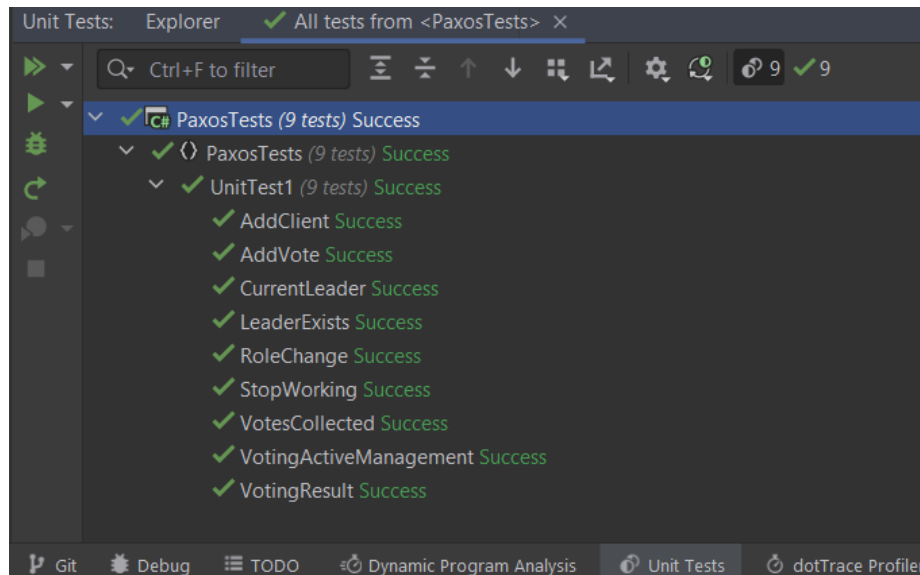 Unit Tests: Explorer All tests from <PaxosTests> ×
Ctrl+F to filter 9 9
C# PaxosTests (9 tests) Success
PaxosTests (9 tests) Success
UnitTest1 (9 tests) Success
AddClient Success
AddVote Success
CurrentLeader Success
LeaderExists Success
RoleChange Success
StopWorking Success
VotesCollected Success
VotingActiveManagement Success
VotingResult Success
Git Debug TODO Dynamic Program Analysis Unit Tests dotTrace Profile